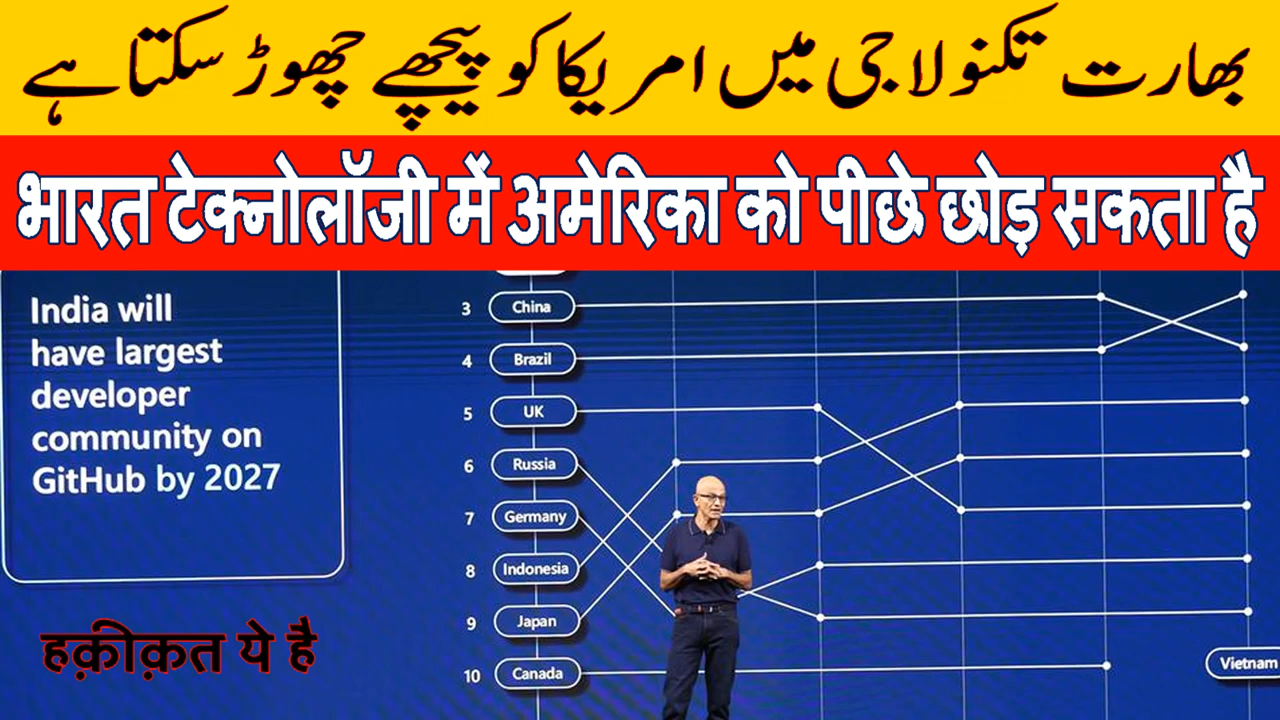 بھارت تکنولاجی میں امریکا کو پیچھے چھوڑ سکتا ہے
भारत टेक्नोलॉजी में अमेरिका को पीछे छोड़ सकता है
India will
have largest
developer
community on
GitHub by 2027
3 China
4 Brazil
5 UK
6 Russia
7 Germany
8 Indonesia
9 Japan
10 Canada
Vietnam
हक़ीक़त ये है